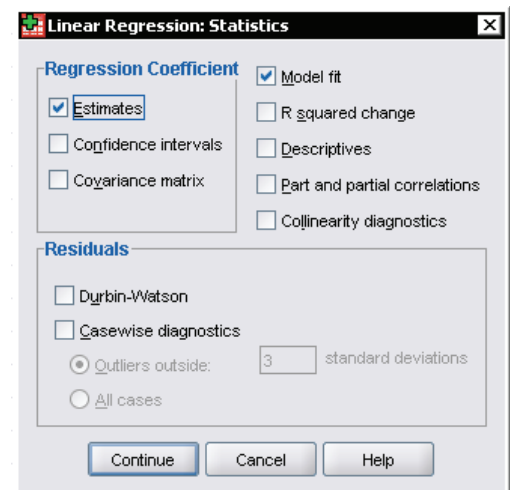 Linear Regression: Statistics
Regression Coefficient
Estimates
Confidence intervals
Covariance matrix
Model fit
R squared change
Descriptives
Part and partial correlations
Collinearity diagnostics
Residuals
Durbin-Watson
Casewise diagnostics
Outliers outside: 3 standard deviations
All cases
Continue Cancel Help